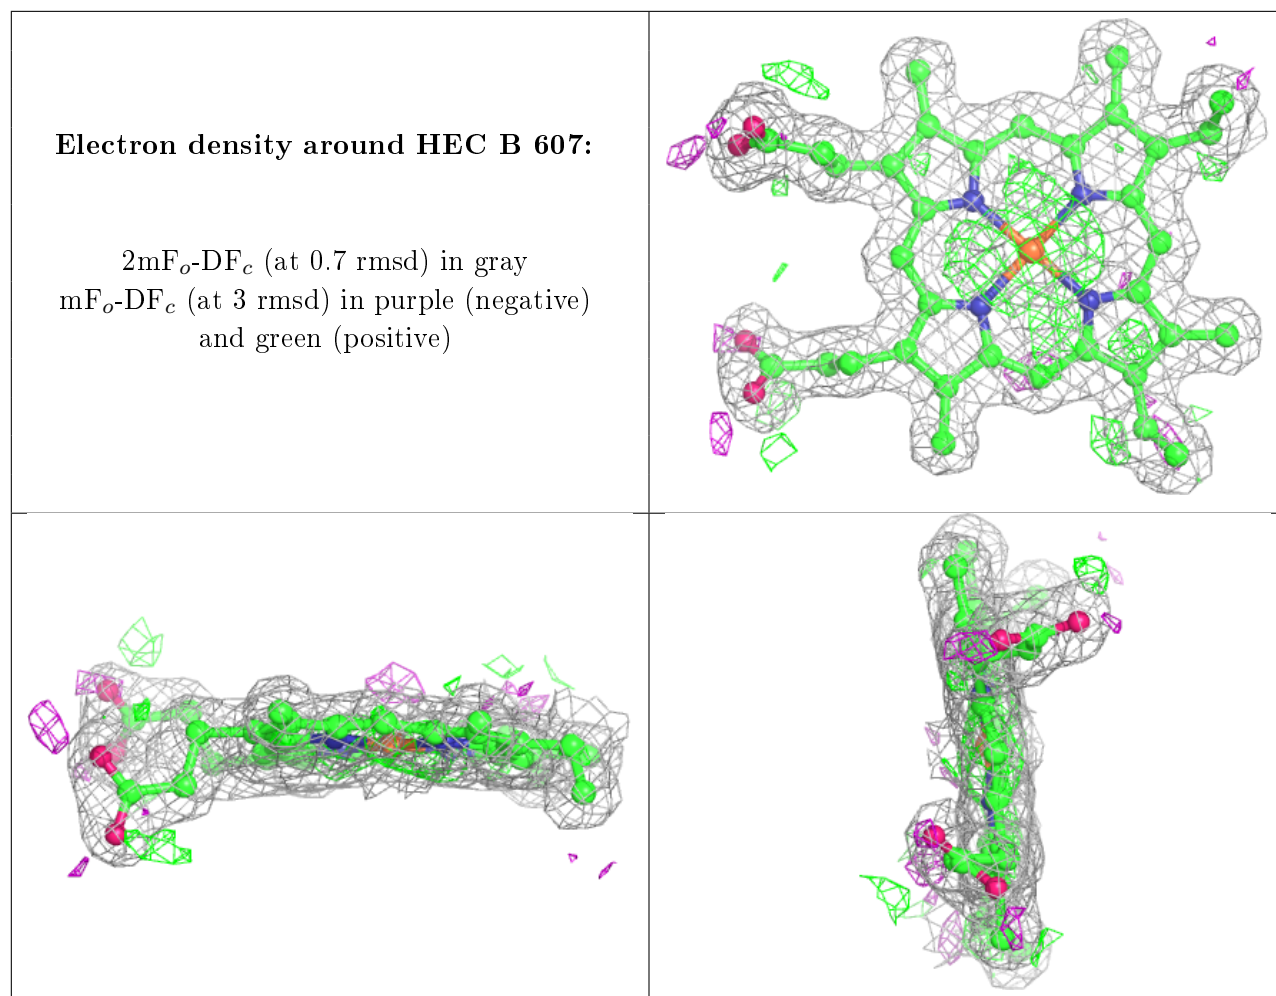 Electron density around HEC B 607:
2mFₒ-DF𝒸 (at 0.7 rmsd) in gray
mFₒ-DF𝒸 (at 3 rmsd) in purple (negative)
and green (positive)